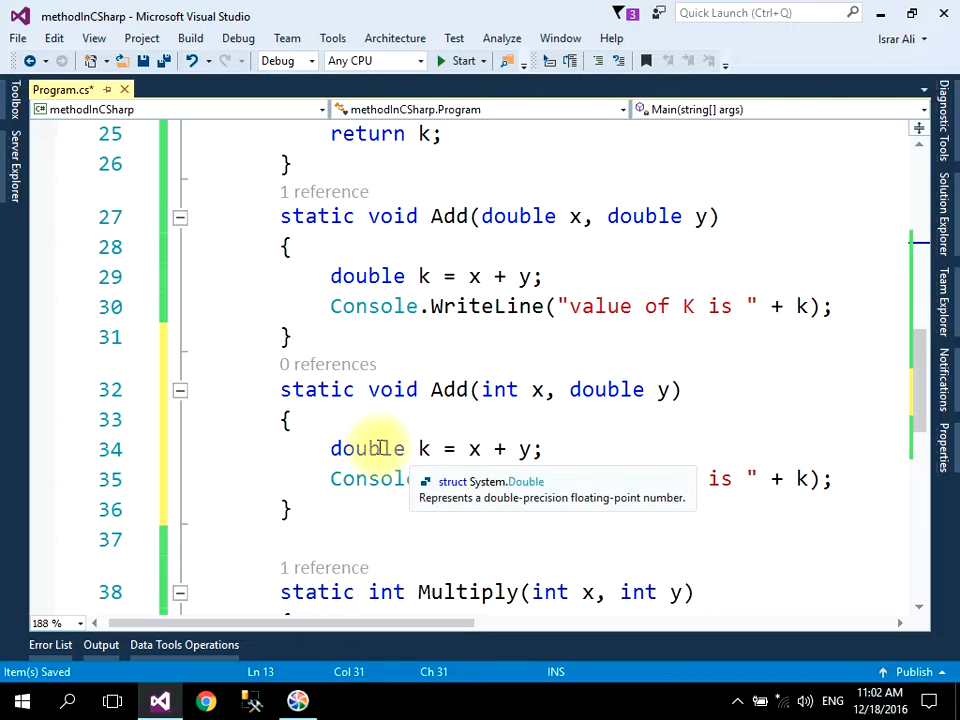 methodInCSharp - Microsoft Visual Studio
3
Quick Launch (Ctrl+Q)
File Edit View Project Build Debug Team Tools Architecture Test Analyze Window Help
Israr Ali
Debug
Any CPU
Start
Program.cs*
methodInCSharp
methodInCSharp.Program
Main(string[] args)
Toolbox
Server Explorer
25 return k;
26 }
1 reference
27 static void Add(double x, double y)
28 {
29 double k = x + y;
30 Console.WriteLine("value of K is " + k);
31 }
0 references
32 static void Add(int x, double y)
33 {
34 double k = x + y;
35 Consol is " + k);
struct System.Double
Represents a double-precision floating-point number.
36 }
37
1 reference
38 static int Multiply(int x, int y)
Diagnostic Tools
Solution Explorer
Team Explorer
Notifications
Properties
188 %
Error List Output Data Tools Operations
Item(s) Saved
Ln 13
Col 31
Ch 31
INS
Publish
ENG
11:02 AM
12/18/2016